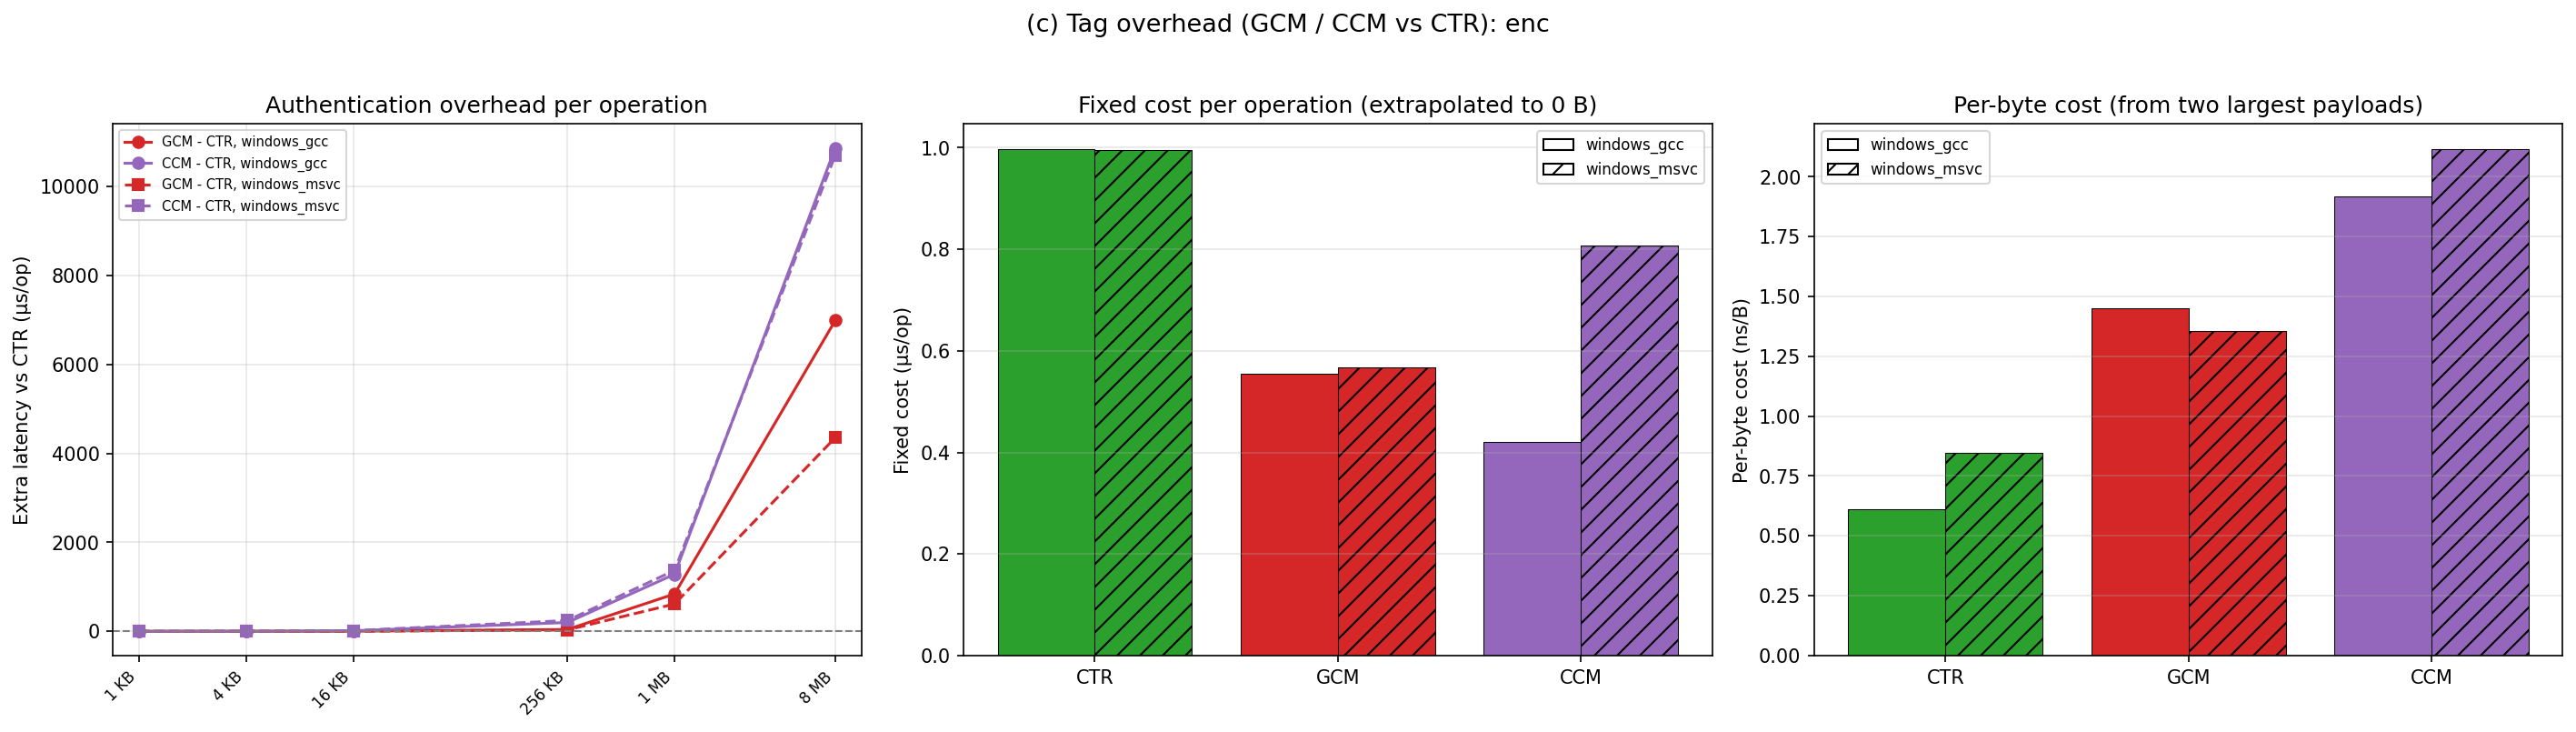 (c) Tag overhead (GCM / CCM vs CTR): enc
Authentication overhead per operation
Extra latency vs CTR (µs/op)
10000
8000
6000
4000
2000
0
GCM - CTR, windows_gcc
CCM - CTR, windows_gcc
GCM - CTR, windows_msvc
CCM - CTR, windows_msvc
1 KB
4 KB
16 KB
256 KB
1 MB
8 MB
Fixed cost per operation (extrapolated to 0 B)
Fixed cost (µs/op)
1.0
0.8
0.6
0.4
0.2
0.0
windows_gcc
windows_msvc
CTR
GCM
CCM
Per-byte cost (from two largest payloads)
Per-byte cost (ns/B)
2.00
1.75
1.50
1.25
1.00
0.75
0.50
0.25
0.00
windows_gcc
windows_msvc
CTR
GCM
CCM